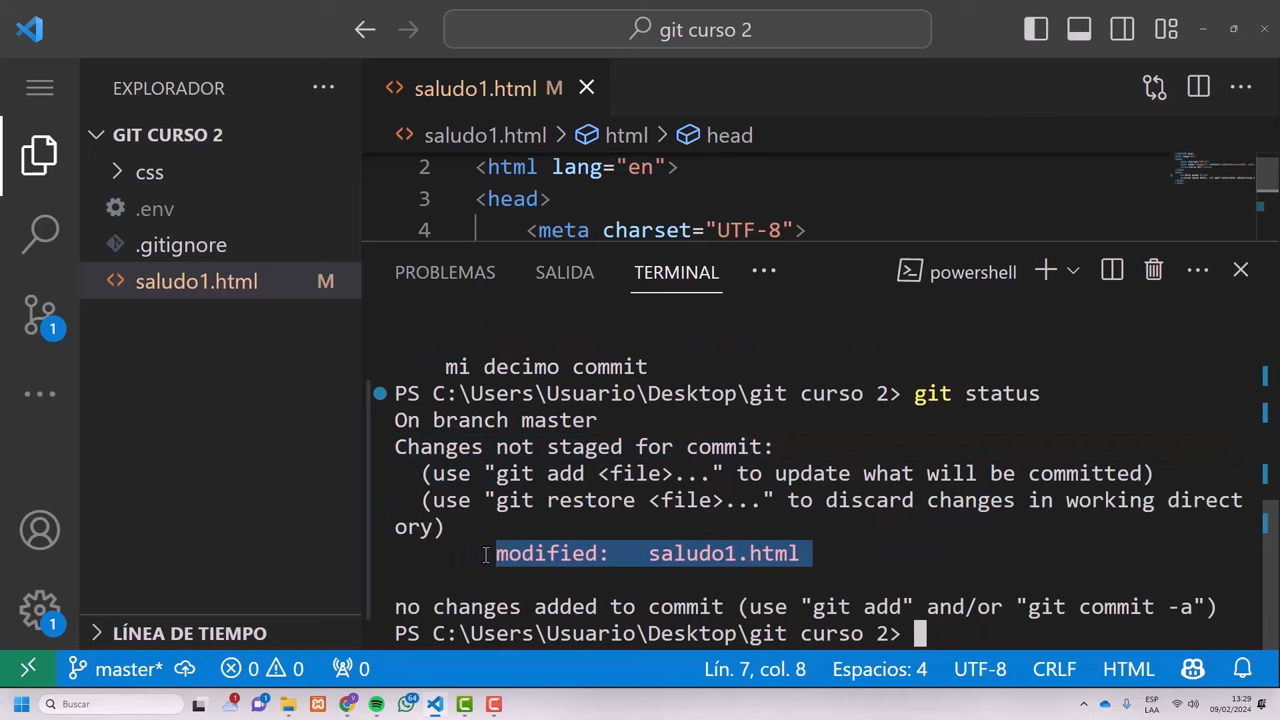 git curso 2
EXPLORADOR
GIT CURSO 2
css
.env
.gitignore
saludo1.html M
1
1
LÍNEA DE TIEMPO
saludo1.html M
saludo1.html > html > head
2 <html lang="en">
3 <head>
4 <meta charset="UTF-8">
PROBLEMAS SALIDA TERMINAL powershell
mi decimo commit
PS C:\Users\Usuario\Desktop\git curso 2> git status
On branch master
Changes not staged for commit:
(use "git add <file>..." to update what will be committed)
(use "git restore <file>..." to discard changes in working direct
ory)
modified: saludo1.html
no changes added to commit (use "git add" and/or "git commit -a")
PS C:\Users\Usuario\Desktop\git curso 2>
master* 0 0 0 Lín. 7, col. 8 Espacios: 4 UTF-8 CRLF HTML
Buscar 64 ESP 13:29
LAA 09/02/2024